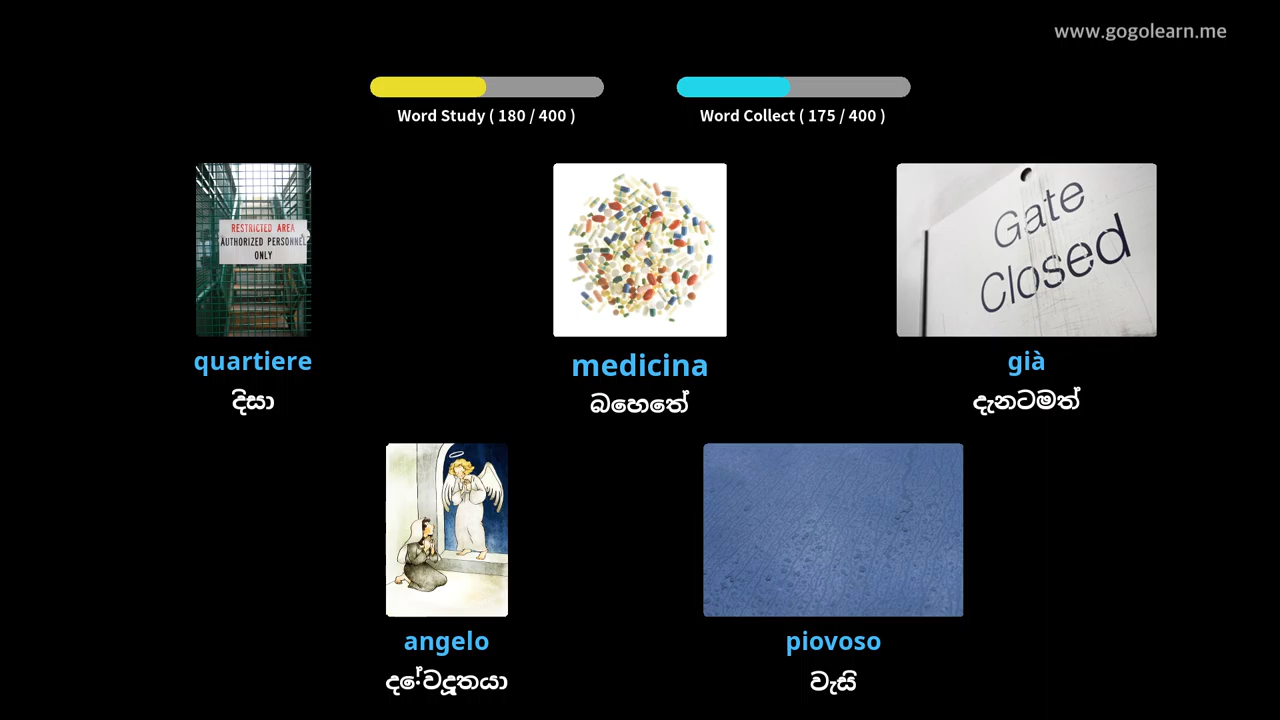 www.gogolearn.me
Word Study ( 180 / 400 )
Word Collect ( 175 / 400 )
RESTRICTED AREA
AUTHORIZED PERSONNEL
ONLY
Gate
Closed
quartiere
medicina
già
දිසා
බෙහෙත්
දැනටමත්
angelo
piovoso
දේවදූතයා
වැසි